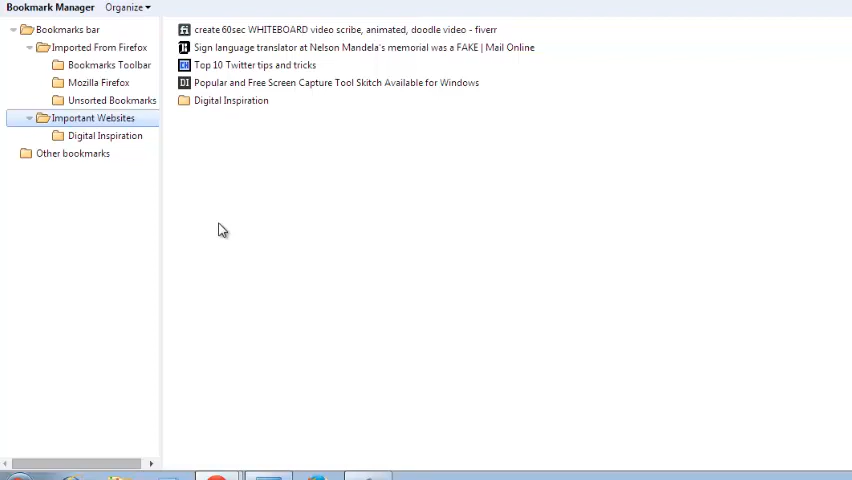 Bookmark Manager Organize
Bookmarks bar
Imported From Firefox
Bookmarks Toolbar
Mozilla Firefox
Unsorted Bookmarks
Important Websites
Digital Inspiration
Other bookmarks
create 60sec WHITEBOARD video scribe, animated, doodle video - fiverr
Sign language translator at Nelson Mandela's memorial was a FAKE | Mail Online
Top 10 Twitter tips and tricks
Popular and Free Screen Capture Tool Skitch Available for Windows
Digital Inspiration